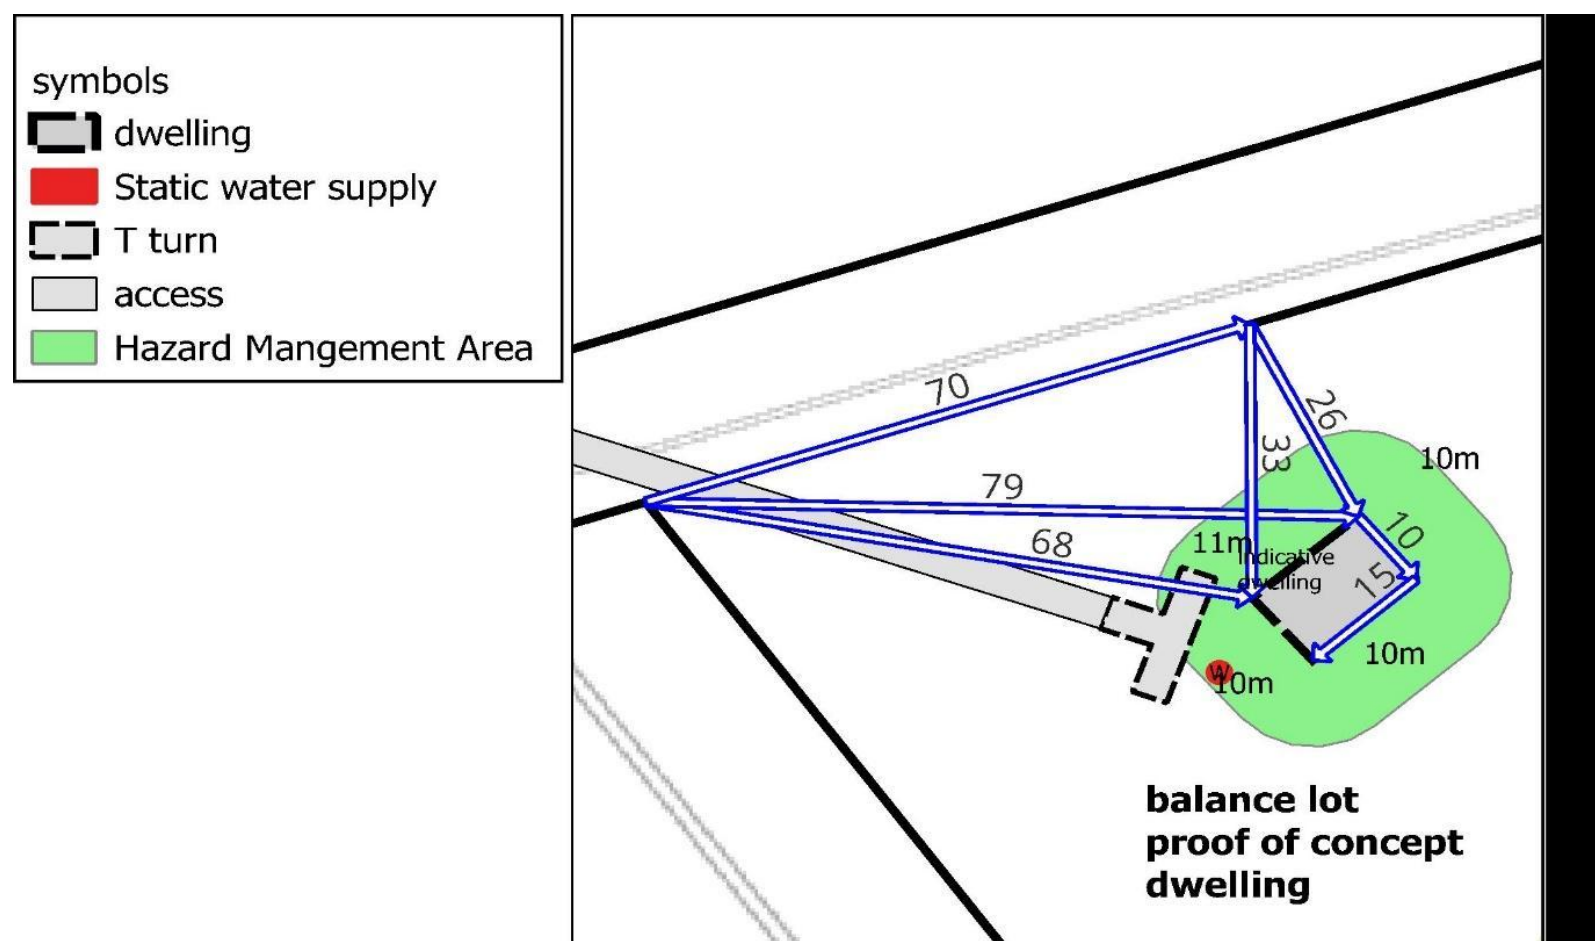 symbols
dwelling
Static water supply
T turn
access
Hazard Mangement Area
70
26
33
10m
79
68
11m
10
Indicative
dwelling
15
10m
W
10m
balance lot
proof of concept
dwelling